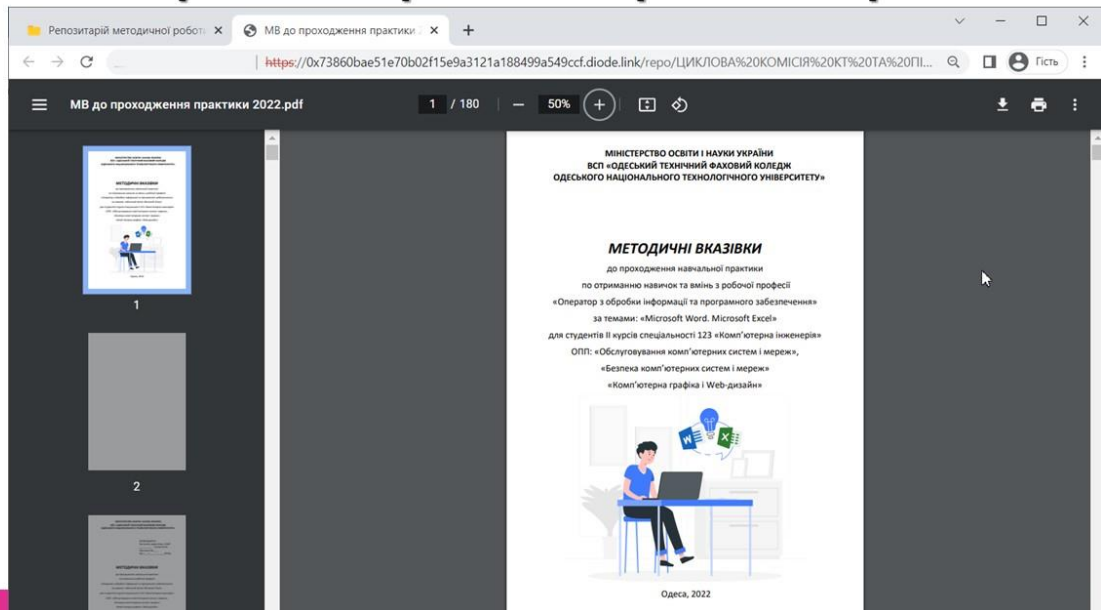 Репозитарій методичної робот
МВ до проходження практики
https://0x73860bae51e70b02f15e9a3121a188499a549ccf.diode.link/repo/ЦИКЛОВА%20КОМІСІЯ%20КТ%20ТА%20ПІ...
Гість
МВ до проходження практики 2022.pdf
1 / 180
50%
МІНІСТЕРСТВО ОСВІТИ І НАУКИ УКРАЇНИ
ВСП «ОДЕСЬКИЙ ТЕХНІЧНИЙ ФАХОВИЙ КОЛЕДЖ
ОДЕСЬКОГО НАЦІОНАЛЬНОГО ТЕХНОЛОГІЧНОГО УНІВЕРСИТЕТУ»
МЕТОДИЧНІ ВКАЗІВКИ
до проходження навчальної практики
по отриманню навичок та вмінь з робочої професії
«Оператор з обробки інформації та програмного забезпечення»
за темами: «Microsoft Word. Microsoft Excel»
для студентів ІІ курсів спеціальності 123 «Комп'ютерна інженерія»
ОПП: «Обслуговування комп'ютерних систем і мереж»,
«Безпека комп'ютерних систем і мереж»
«Комп'ютерна графіка і Web-дизайн»
W
X
Одеса, 2022
1
2